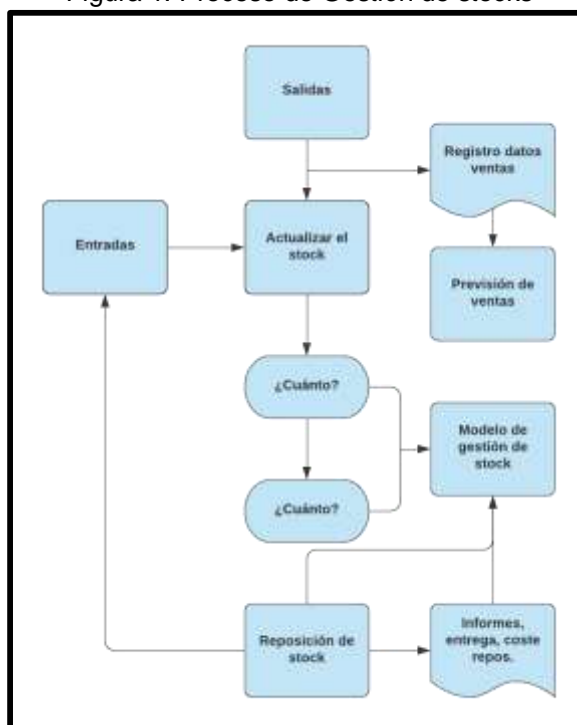 Figura 1. Proceso de Gestión de stocks
Salidas
Registro datos
ventas
Entradas
Actualizar el
stock
Previsión de
ventas
¿Cuánto?
Modelo de
gestión de
stock
¿Cuánto?
Reposición de
stock
Informes,
entrega, coste
repos.